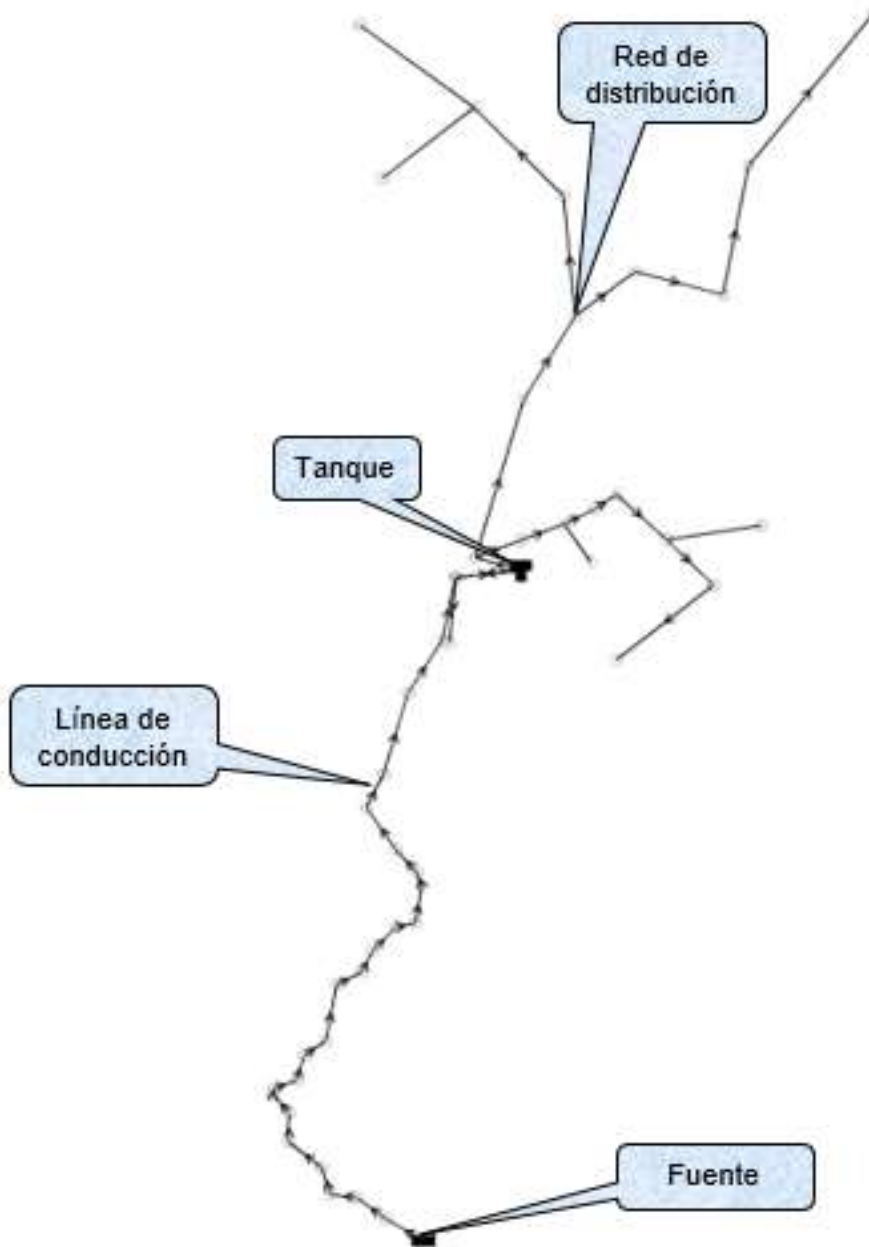 Red de
distribución
Tanque
Línea de
conducción
Fuente